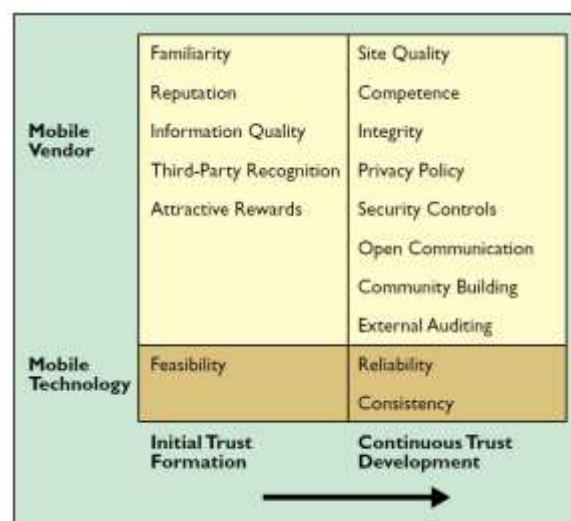 Familiarity
Reputation
Information Quality
Third-Party Recognition
Attractive Rewards
Site Quality
Competence
Integrity
Privacy Policy
Security Controls
Open Communication
Community Building
External Auditing
Mobile
Vendor
Mobile
Technology
Feasibility
Reliability
Consistency
Initial Trust
Formation
Continuous Trust
Development